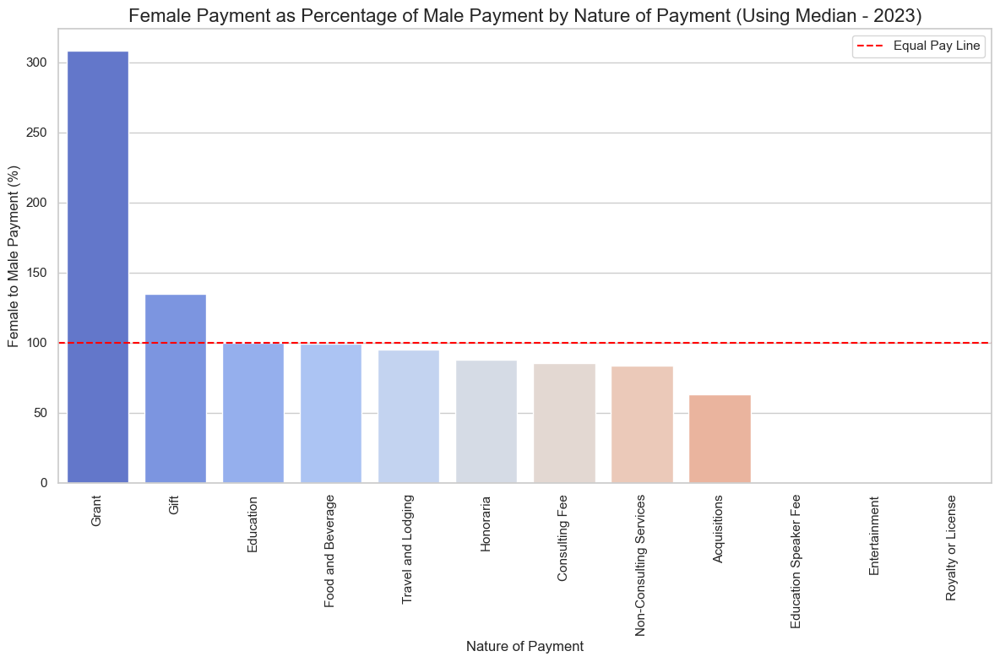 Female Payment as Percentage of Male Payment by Nature of Payment (Using Median - 2023)
Equal Pay Line
Female to Male Payment (%)
300
250
200
150
100
50
0
Grant
Gift
Education
Food and Beverage
Travel and Lodging
Honoraria
Consulting Fee
Non-Consulting Services
Acquisitions
Education Speaker Fee
Entertainment
Royalty or License
Nature of Payment